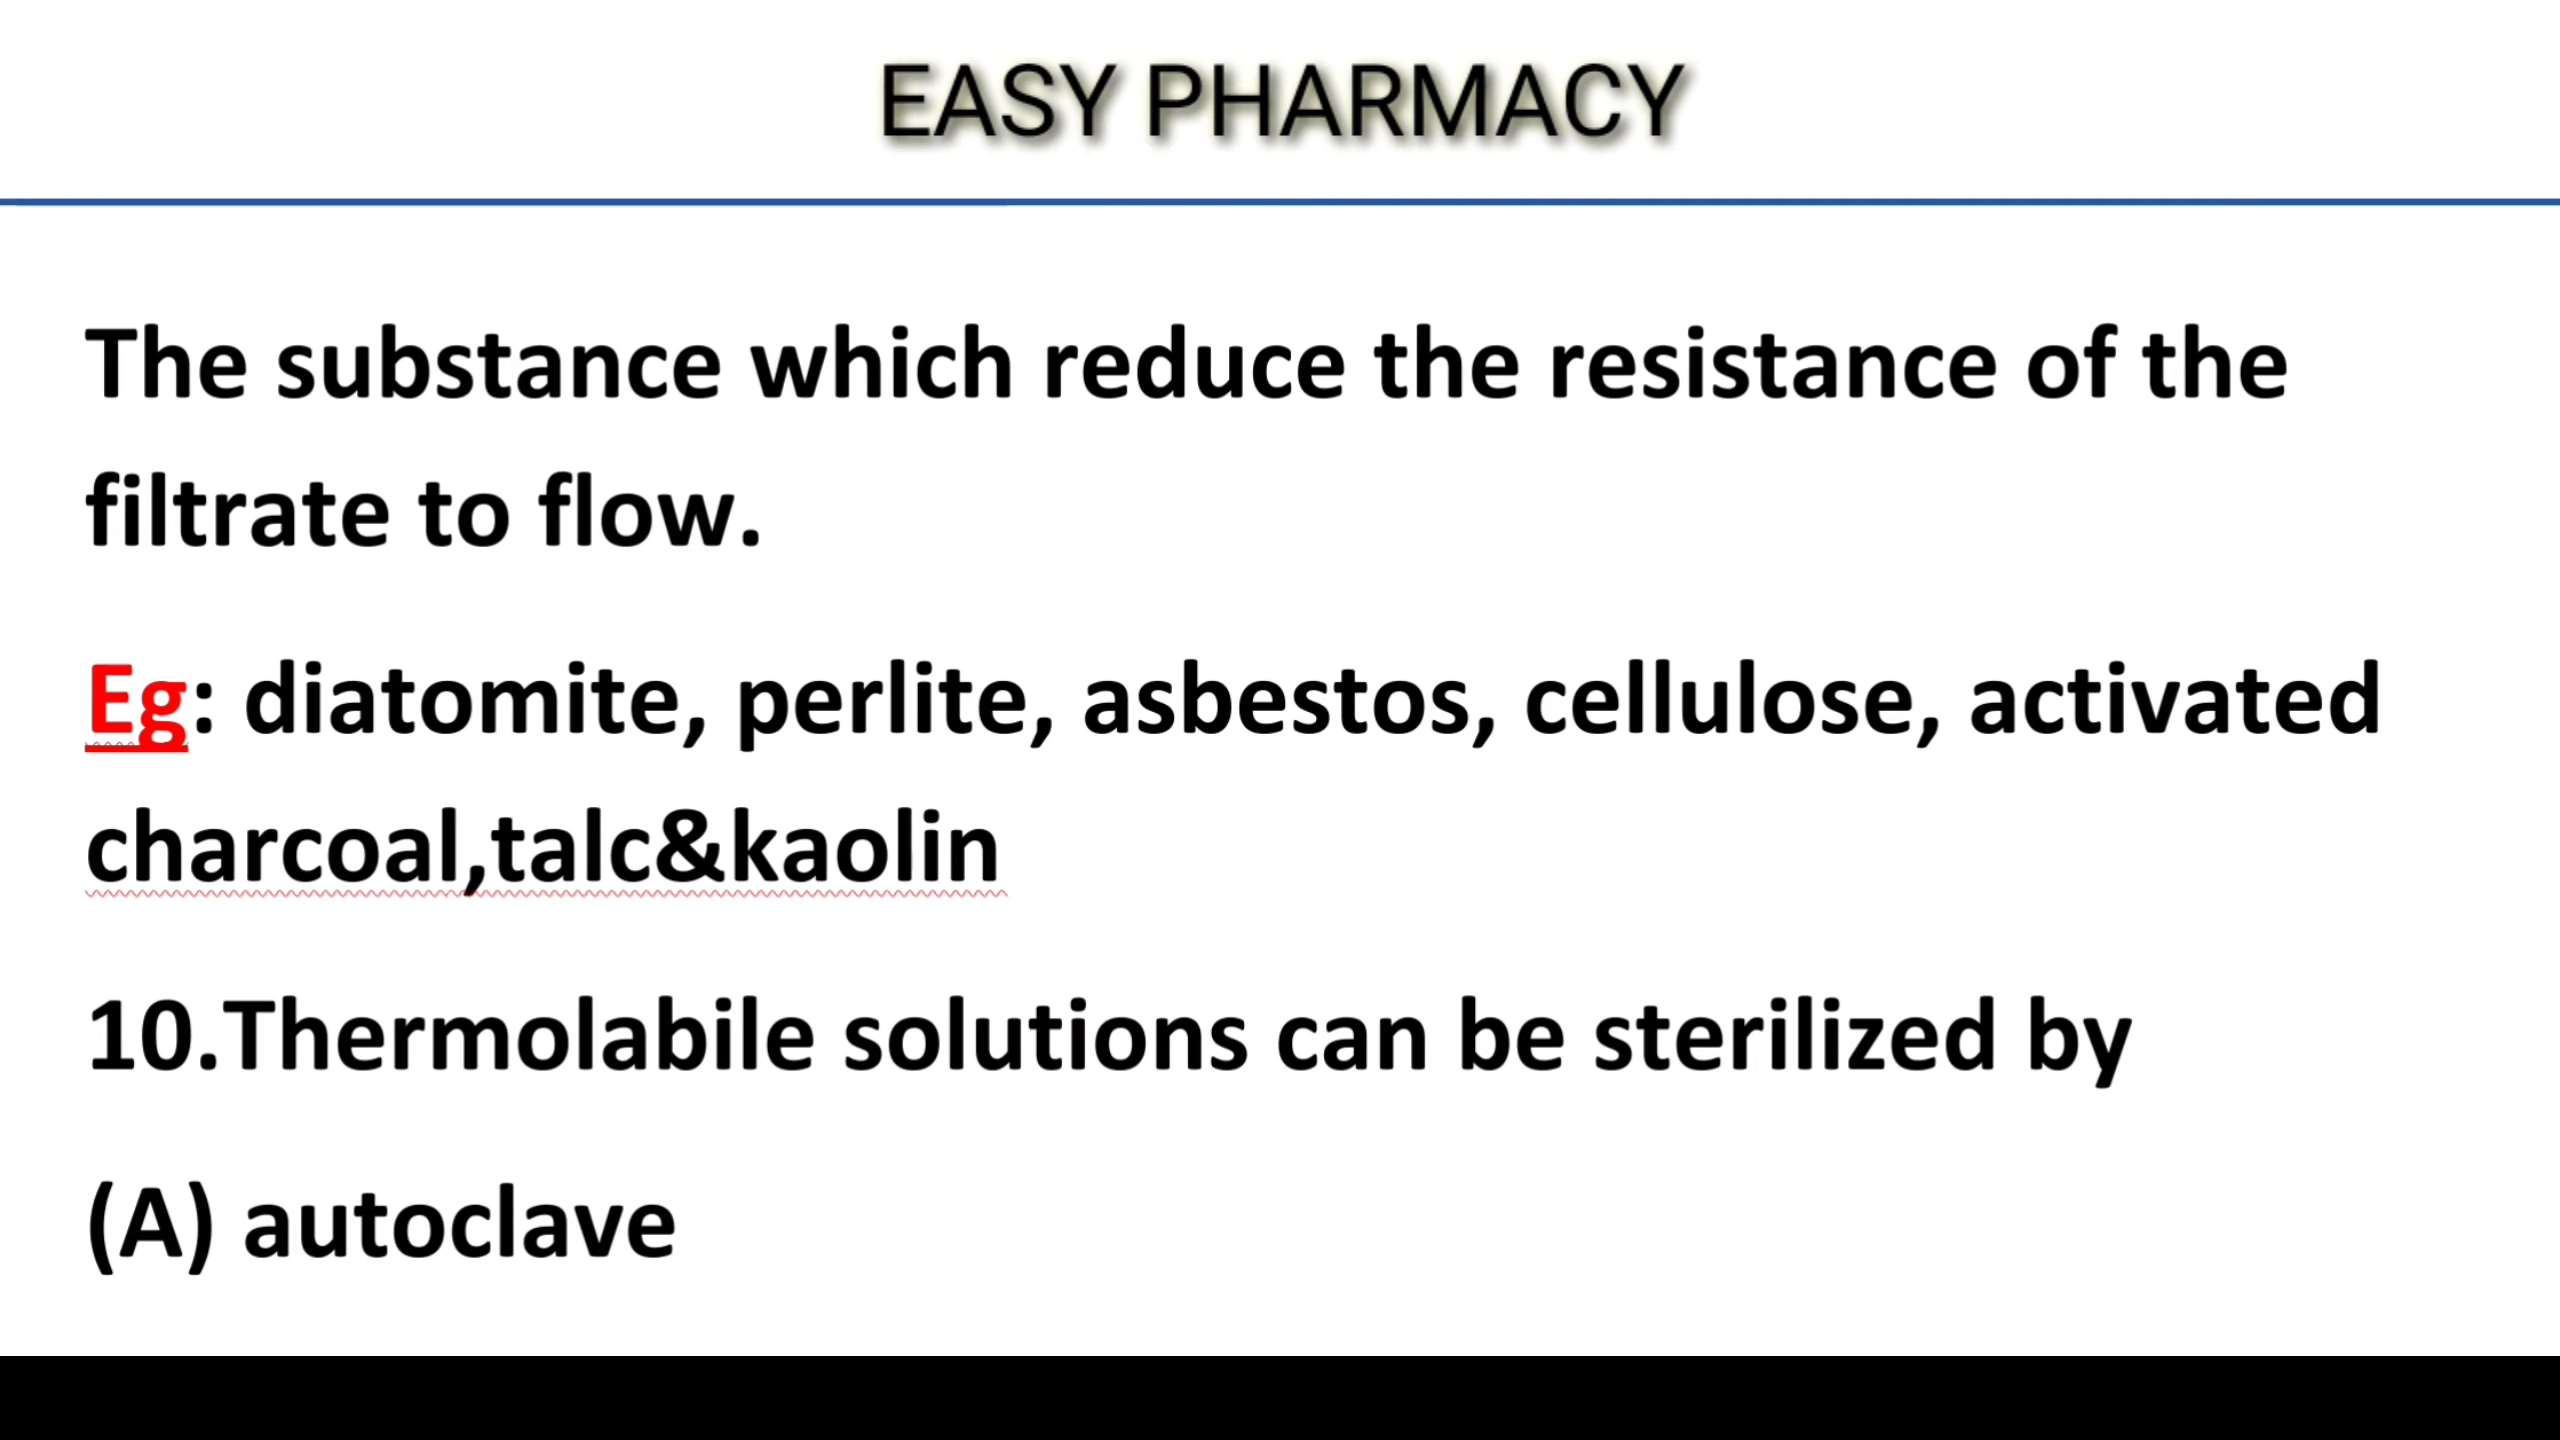 EASY PHARMACY
The substance which reduce the resistance of the
filtrate to flow.
Eg: diatomite, perlite, asbestos, cellulose, activated
charcoal,talc&kaolin
10.Thermolabile solutions can be sterilized by
(A) autoclave